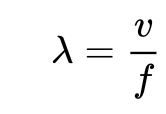 λ = v/f